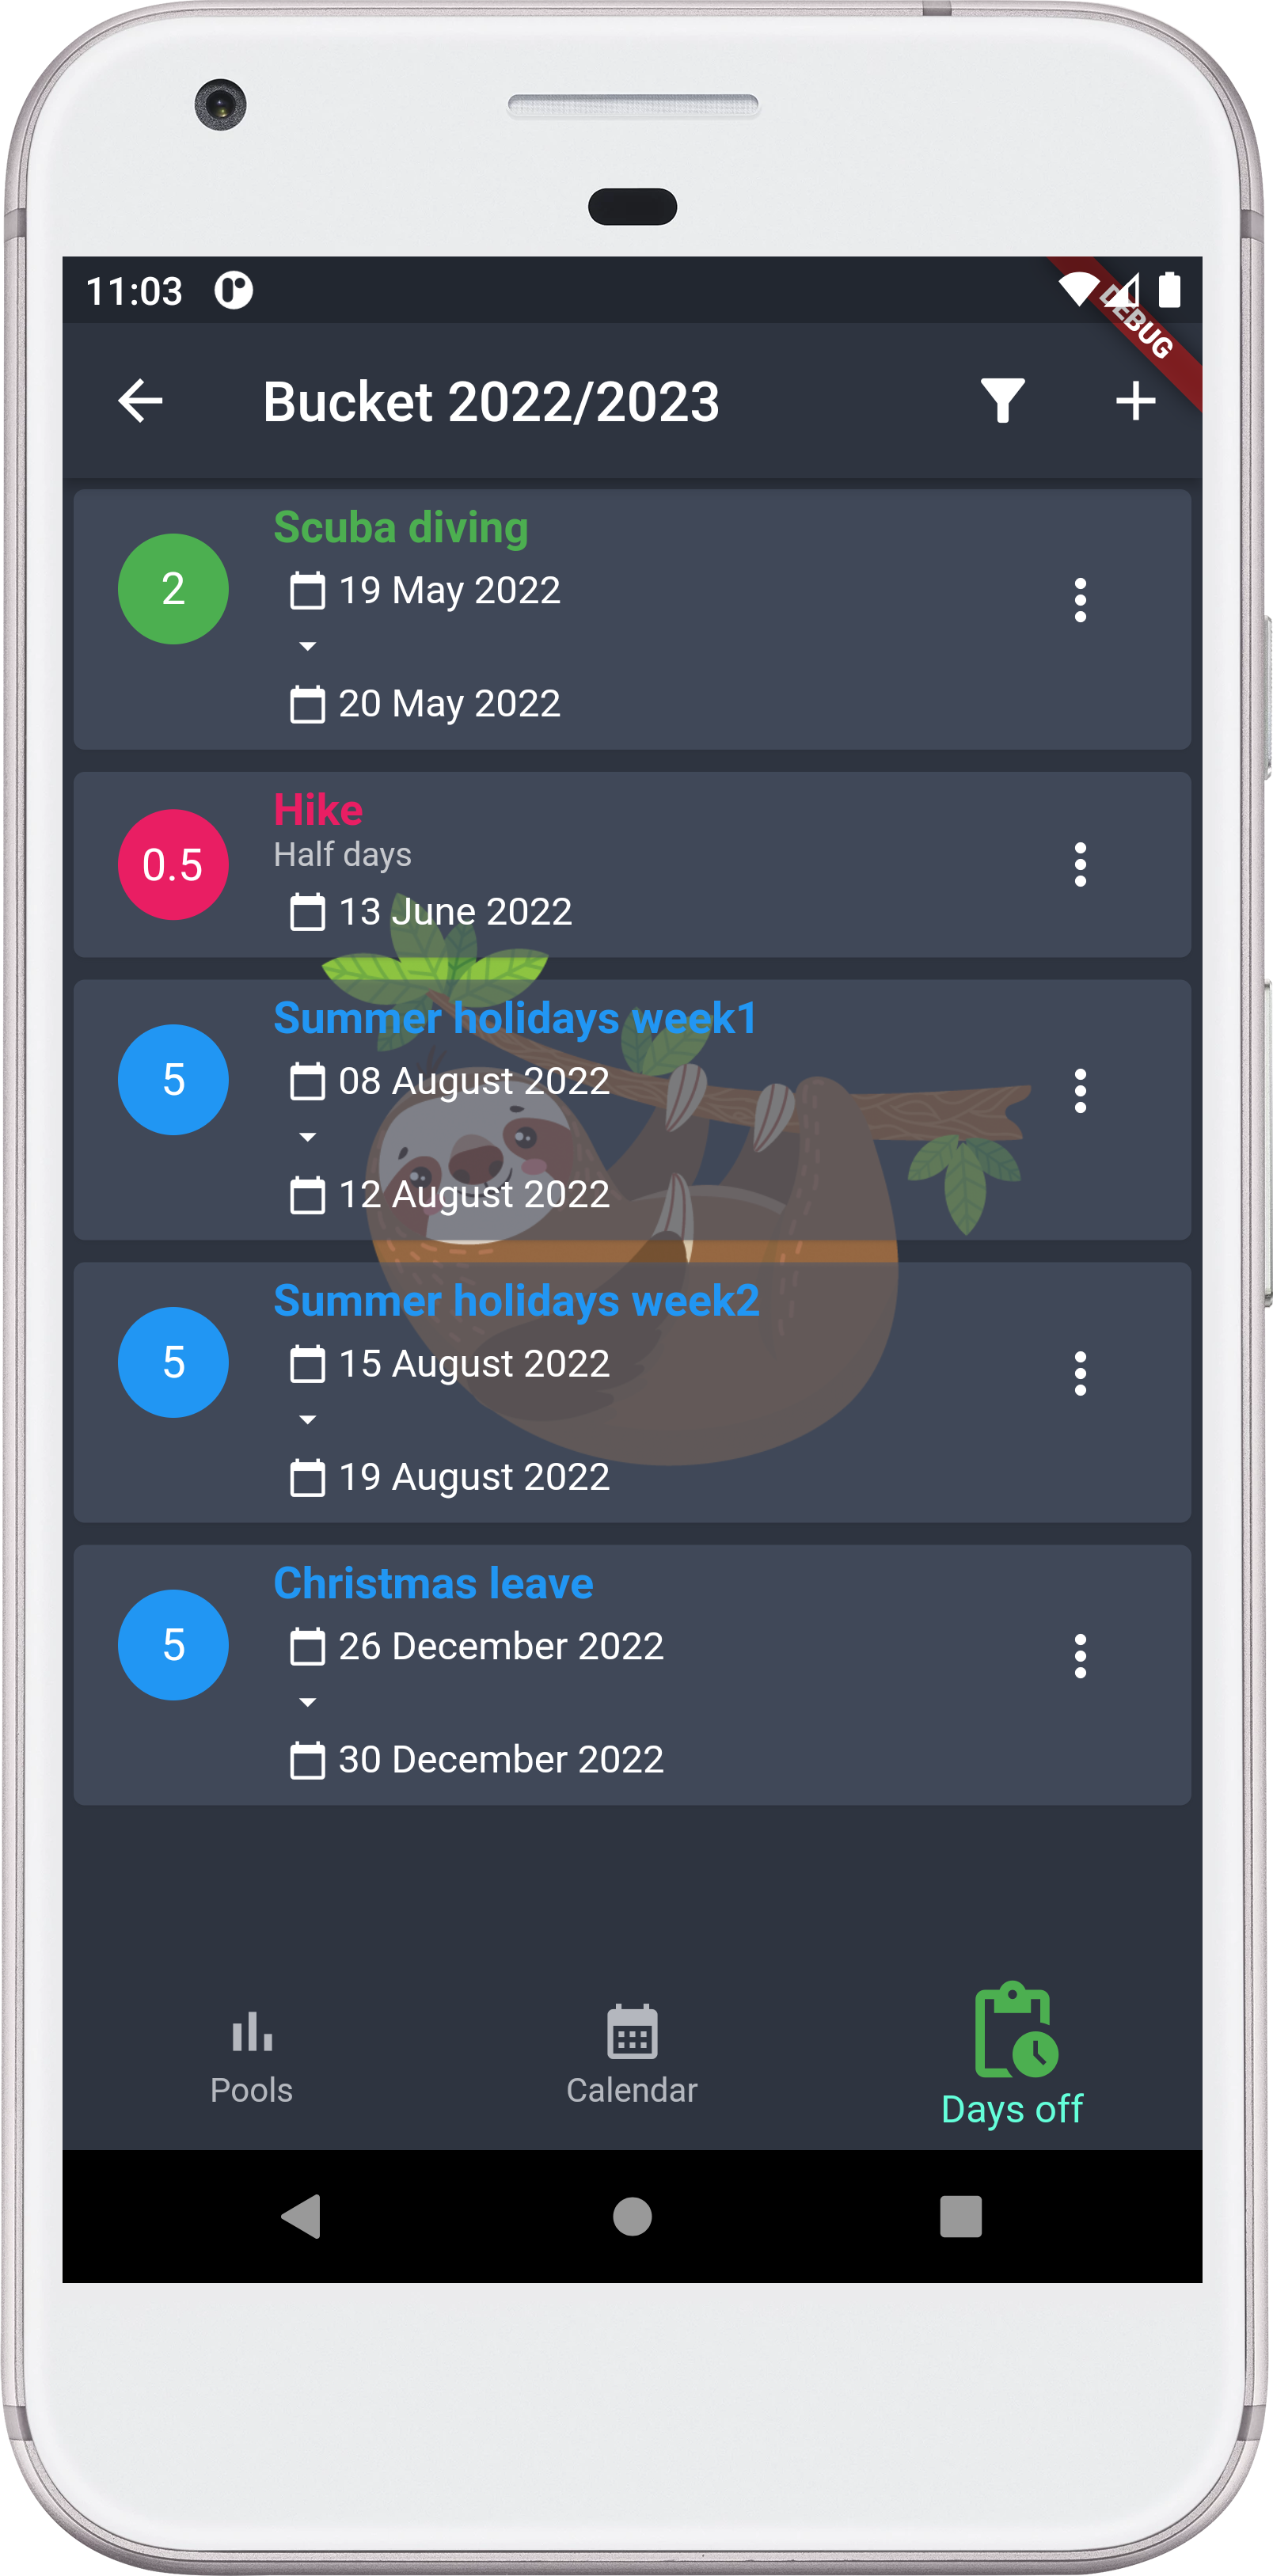 11:03
DEBUG
Bucket 2022/2023
Scuba diving
2
19 May 2022
20 May 2022
Hike
0.5
Half days
13 June 2022
Summer holidays week1
5
08 August 2022
12 August 2022
Summer holidays week2
5
15 August 2022
19 August 2022
Christmas leave
5
26 December 2022
30 December 2022
Pools
Calendar
Days off